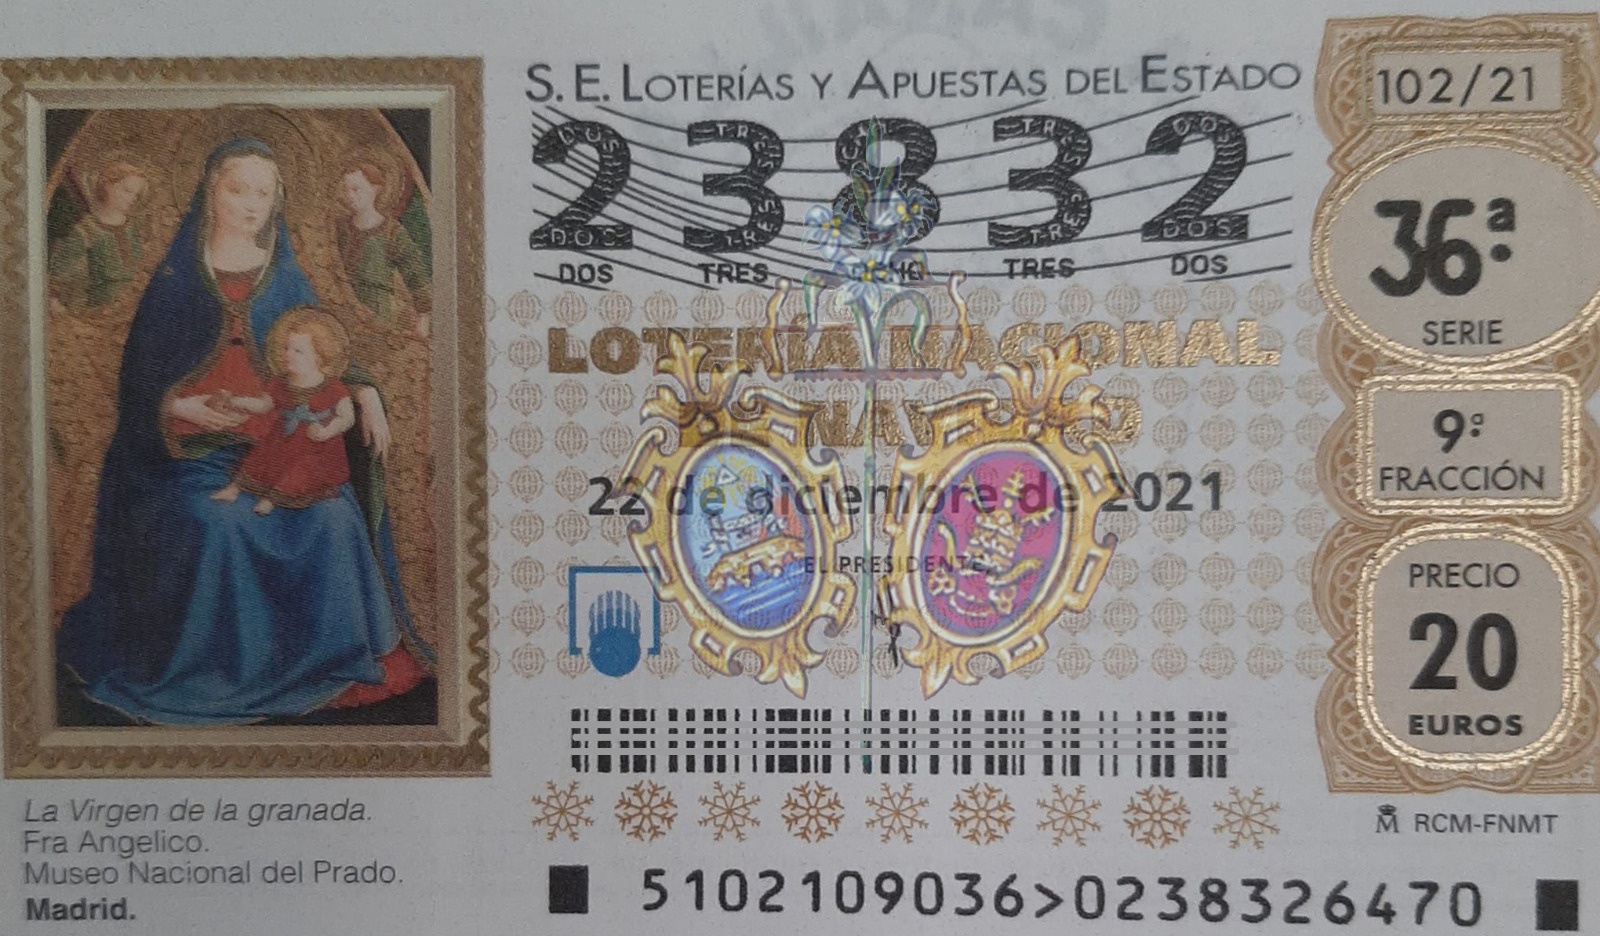 S. E. LOTERÍAS Y APUESTAS DEL ESTADO
23832
DOS TRES TRES DOS
LOTERÍA NACIONAL
22 de diciembre de 2021
EL PRESIDENTE,
102/21
36ª
SERIE
9ª
FRACCIÓN
PRECIO
20
EUROS
RCM-FNMT
La Virgen de la granada.
Fra Angelico.
Museo Nacional del Prado.
Madrid.
5102109036>0238326470